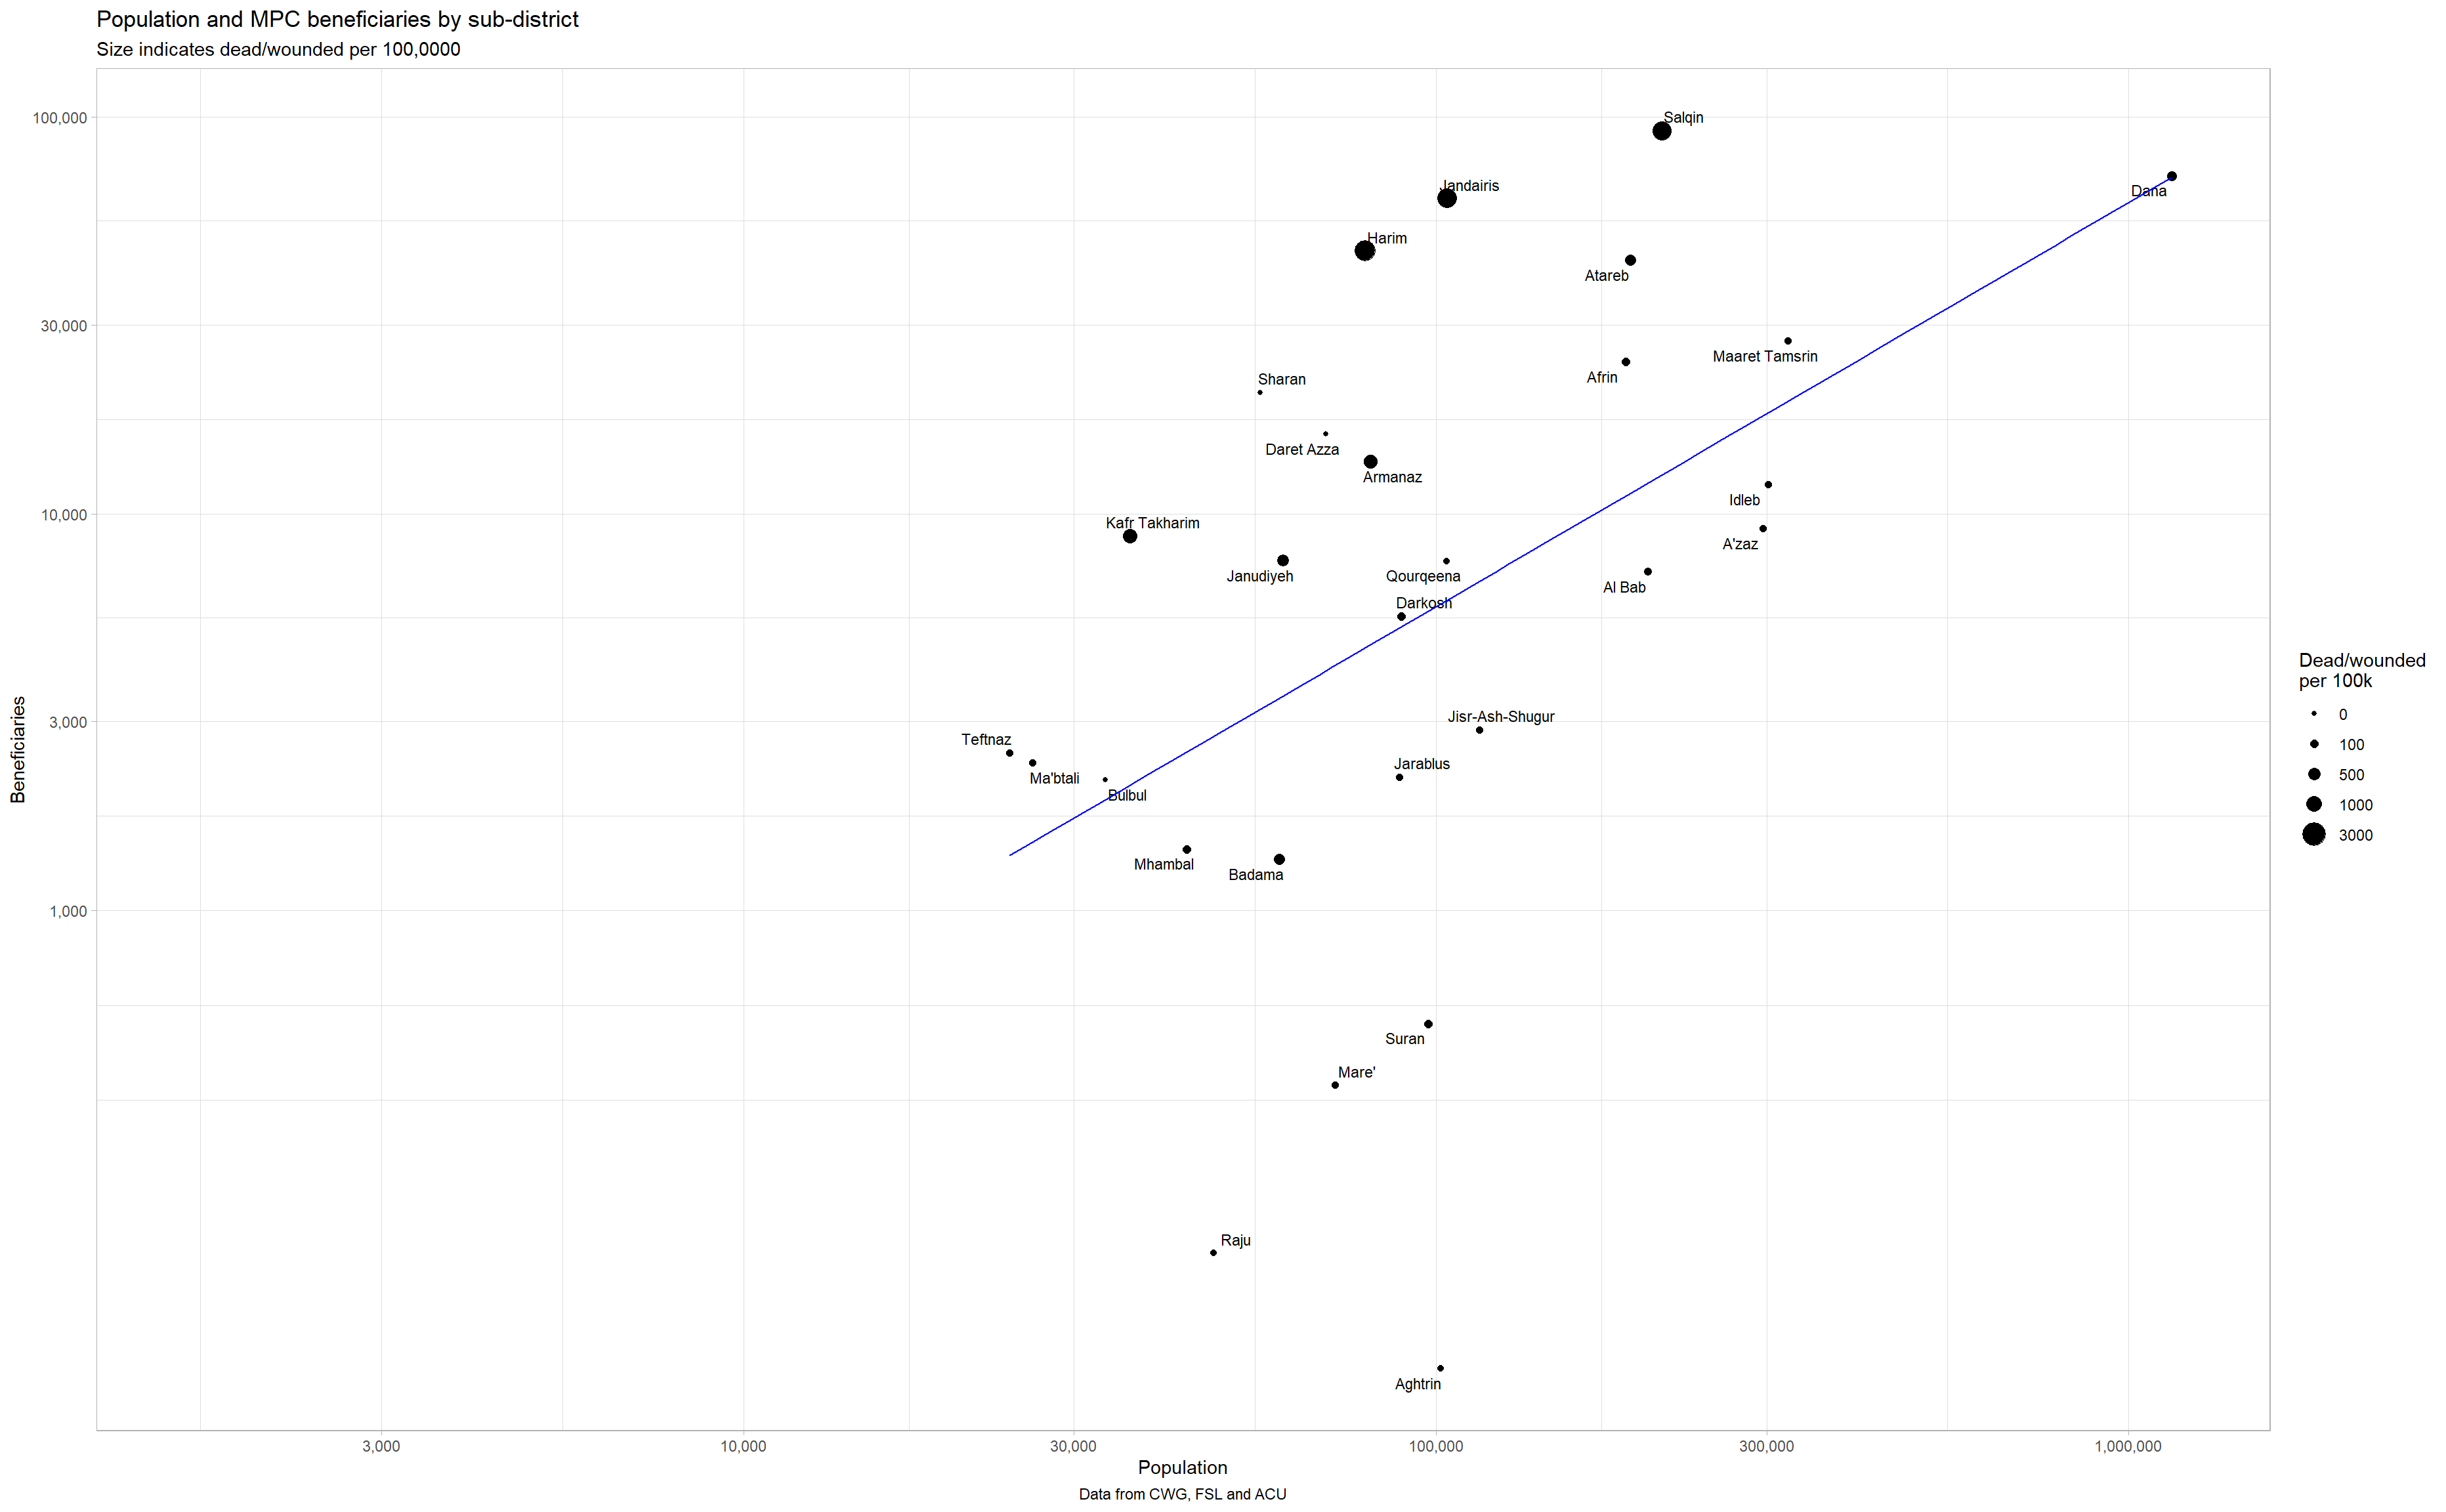 Population and MPC beneficiaries by sub-district
Size indicates dead/wounded per 100,0000
100,000
30,000
10,000
3,000
1,000
Beneficiaries
Salqin
Dana
Jandairis
Harim
Atareb
Maaret Tamsrin
Afrin
Sharan
Daret Azza
Armanaz
Idleb
Kafr Takharim
A'zaz
Janudiyeh
Qourqeena
Al Bab
Darkosh
Jisr-Ash-Shugur
Teftnaz
Jarablus
Ma'btali
Bulbul
Mhambal
Badama
Suran
Mare'
Raju
Aghtrin
Dead/wounded
per 100k
0
100
500
1000
3000
3,000
10,000
30,000
100,000
300,000
1,000,000
Population
Data from CWG, FSL and ACU